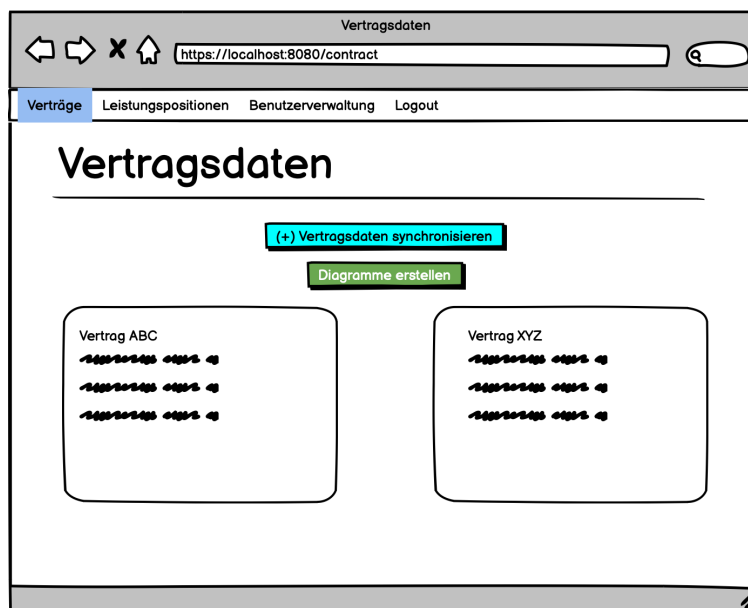 Vertragsdaten
https://localhost:8080/contract
Verträge Leistungspositionen Benutzerverwaltung Logout
Vertragsdaten
(+) Vertragsdaten synchronisieren
Diagramme erstellen
Vertrag ABC
Vertrag XYZ